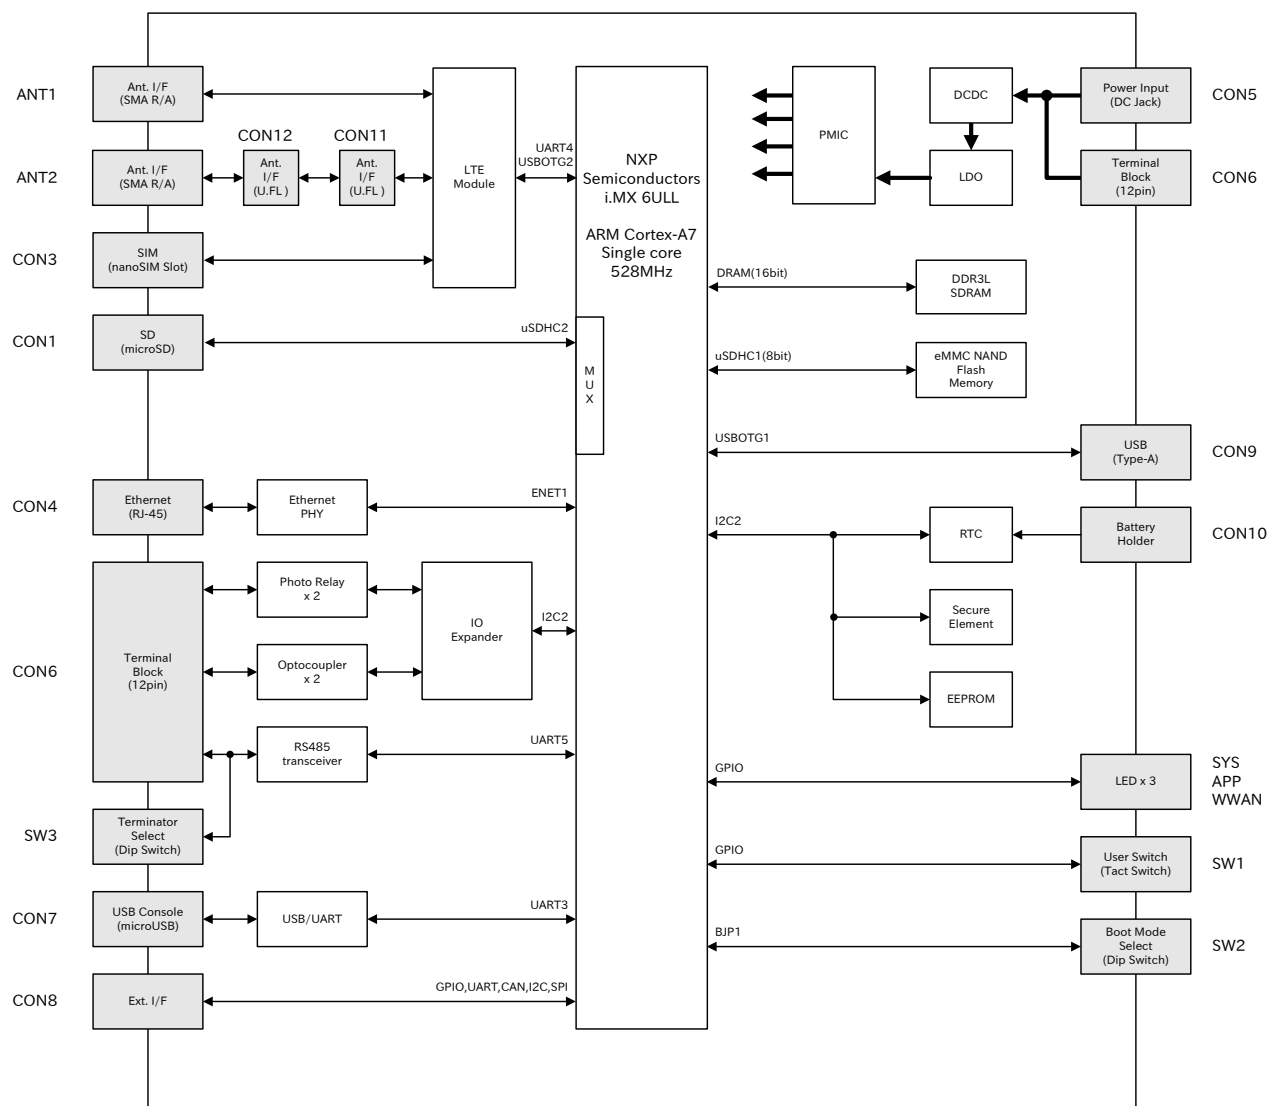 ANT1
Ant. I/F
(SMA R/A)
CON12
CON11
ANT2
Ant. I/F
(SMA R/A)
Ant.
I/F
(U.FL )
Ant.
I/F
(U.FL )
LTE
Module
UART4
USBOTG2
CON3
SIM
(nanoSIM Slot)
CON1
SD
(microSD)
uSDHC2
M
U
X
NXP
Semiconductors
i.MX 6ULL
ARM Cortex-A7
Single core
528MHz
PMIC
DCDC
LDO
Power Input
(DC Jack)
CON5
Terminal
Block
(12pin)
CON6
DRAM(16bit)
DDR3L
SDRAM
uSDHC1(8bit)
eMMC NAND
Flash
Memory
USBOTG1
USB
(Type-A)
CON9
CON4
Ethernet
(RJ-45)
Ethernet
PHY
ENET1
I2C2
RTC
Battery
Holder
CON10
Secure
Element
EEPROM
CON6
Terminal
Block
(12pin)
Photo Relay
x 2
Optocoupler
x 2
IO
Expander
I2C2
RS485
transceiver
UART5
SW3
Terminator
Select
(Dip Switch)
GPIO
LED x 3
SYS
APP
WWAN
GPIO
User Switch
(Tact Switch)
SW1
CON7
USB Console
(microUSB)
USB/UART
UART3
BJP1
Boot Mode
Select
(Dip Switch)
SW2
CON8
Ext. I/F
GPIO,UART,CAN,I2C,SPI